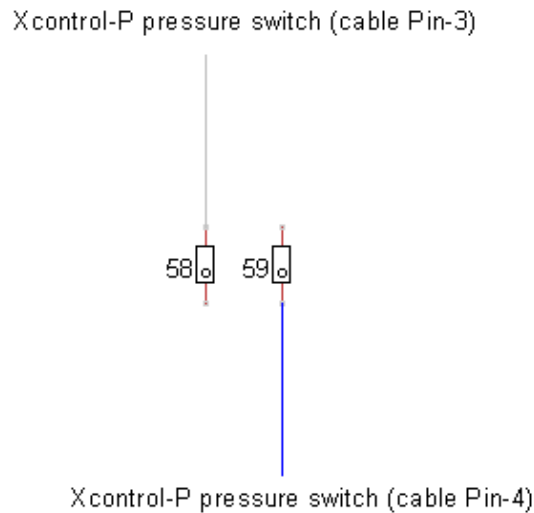 Xcontrol-P pressure switch (cable Pin-3)
58 59
Xcontrol-P pressure switch (cable Pin-4)